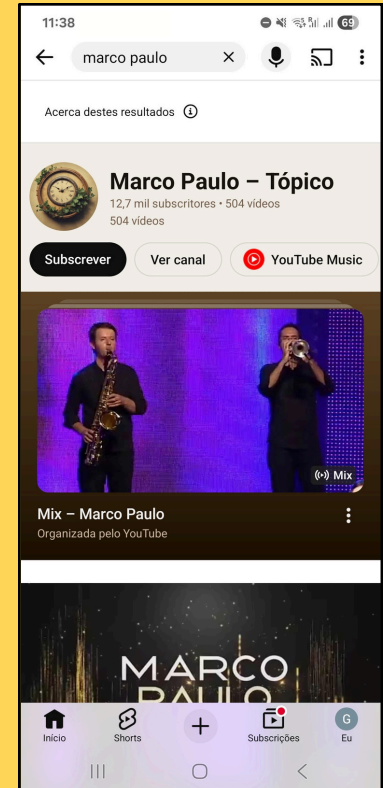 11:38
69
marco paulo
Acerca destes resultados
Marco Paulo – Tópico
12,7 mil subscritores • 504 vídeos
504 vídeos
Subscrever
Ver canal
YouTube Music
Mix
Mix – Marco Paulo
Organizada pelo YouTube
MARCO
PAULO
Início
Shorts
Subscrições
G
Eu